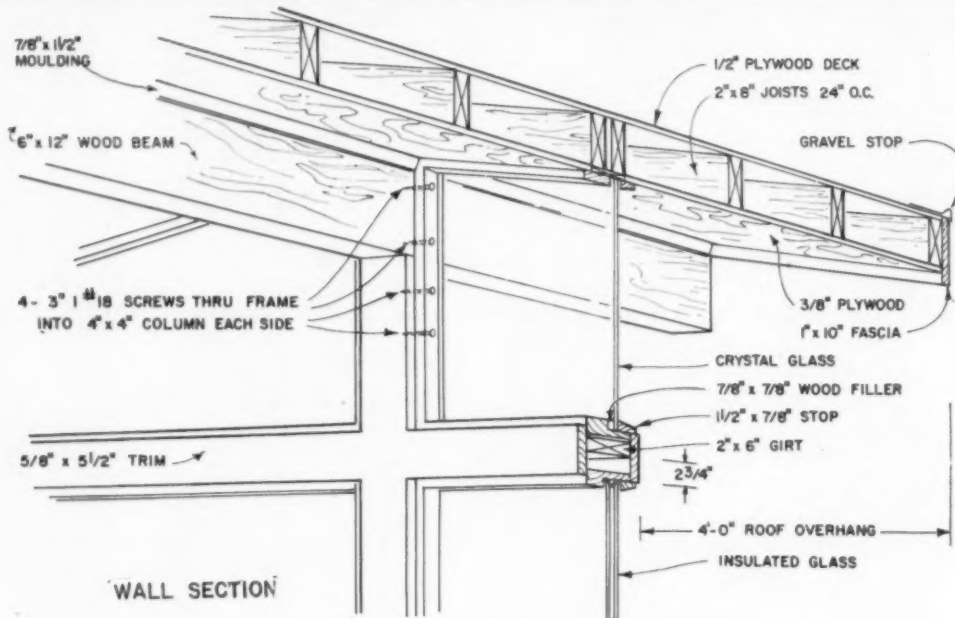 7/8" x 1 1/2"
MOULDING
6" x 12" WOOD BEAM
4 - 3" 1 #18 SCREWS THRU FRAME
INTO 4" x 4" COLUMN EACH SIDE
5/8" x 5 1/2" TRIM
WALL SECTION
1/2" PLYWOOD DECK
2" x 8" JOISTS 24" O.C.
GRAVEL STOP
3/8" PLYWOOD
1" x 10" FASCIA
CRYSTAL GLASS
7/8" x 7/8" WOOD FILLER
1 1/2" x 7/8" STOP
2" x 6" GIRT
2 3/4"
4'-0" ROOF OVERHANG
INSULATED GLASS